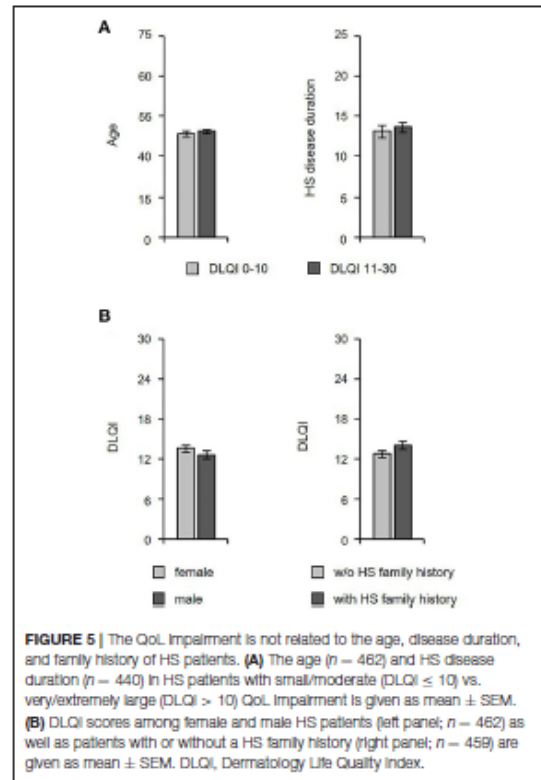 A
75
60
56
40
15
0
Age
25
20
15
10
5
0
HS disease duration
DLQI 0-10
DLQI 11-30
B
30
24
18
12
6
0
DLQI
30
24
18
12
6
0
DLQI
female
male
w/o HS family history
with HS family history
FIGURE 5 | The QoL impairment is not related to the age, disease duration,
and family history of HS patients. (A) The age (n = 462) and HS disease
duration (n = 440) in HS patients with small/moderate (DLQI ≤ 10) vs.
very/extremely large (DLQI > 10) QoL impairment is given as mean ± SEM.
(B) DLQI scores among female and male HS patients (left panel; n = 462) as
well as patients with or without a HS family history (right panel; n = 459) are
given as mean ± SEM. DLQI, Dermatology Life Quality Index.